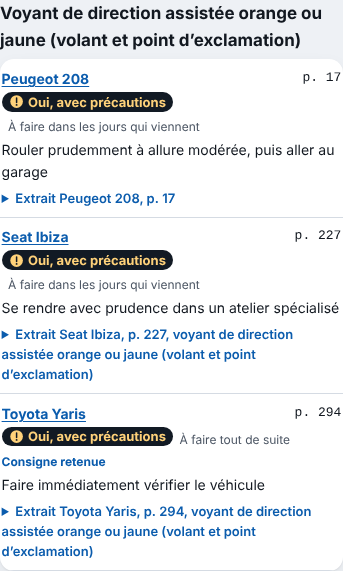 Voyant de direction assistée orange ou
jaune (volant et point d’exclamation)
Peugeot 208 p. 17
Oui, avec précautions
À faire dans les jours qui viennent
Rouler prudemment à allure modérée, puis aller au
garage
Extrait Peugeot 208, p. 17
Seat Ibiza p. 227
Oui, avec précautions
À faire dans les jours qui viennent
Se rendre avec prudence dans un atelier spécialisé
Extrait Seat Ibiza, p. 227, voyant de direction
assistée orange ou jaune (volant et point
d’exclamation)
Toyota Yaris p. 294
Oui, avec précautions À faire tout de suite
Consigne retenue
Faire immédiatement vérifier le véhicule
Extrait Toyota Yaris, p. 294, voyant de direction
assistée orange ou jaune (volant et point
d’exclamation)